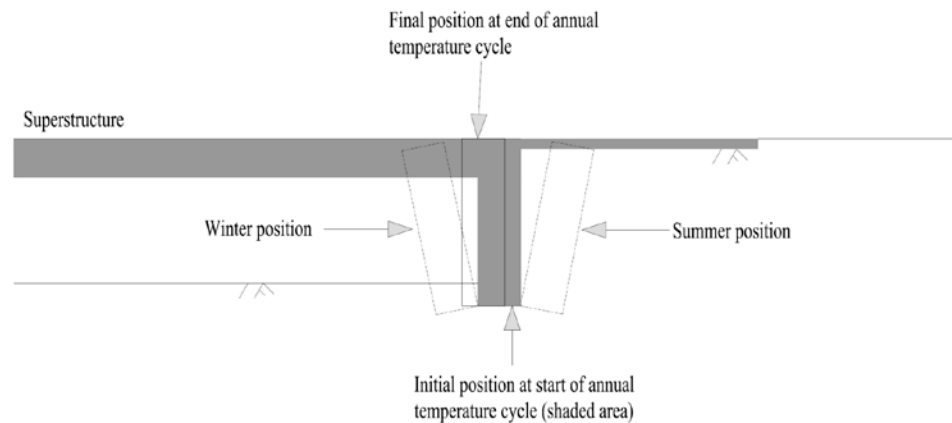 Final position at end of annual
temperature cycle
Superstructure
Winter position
Summer position
Initial position at start of annual
temperature cycle (shaded area)